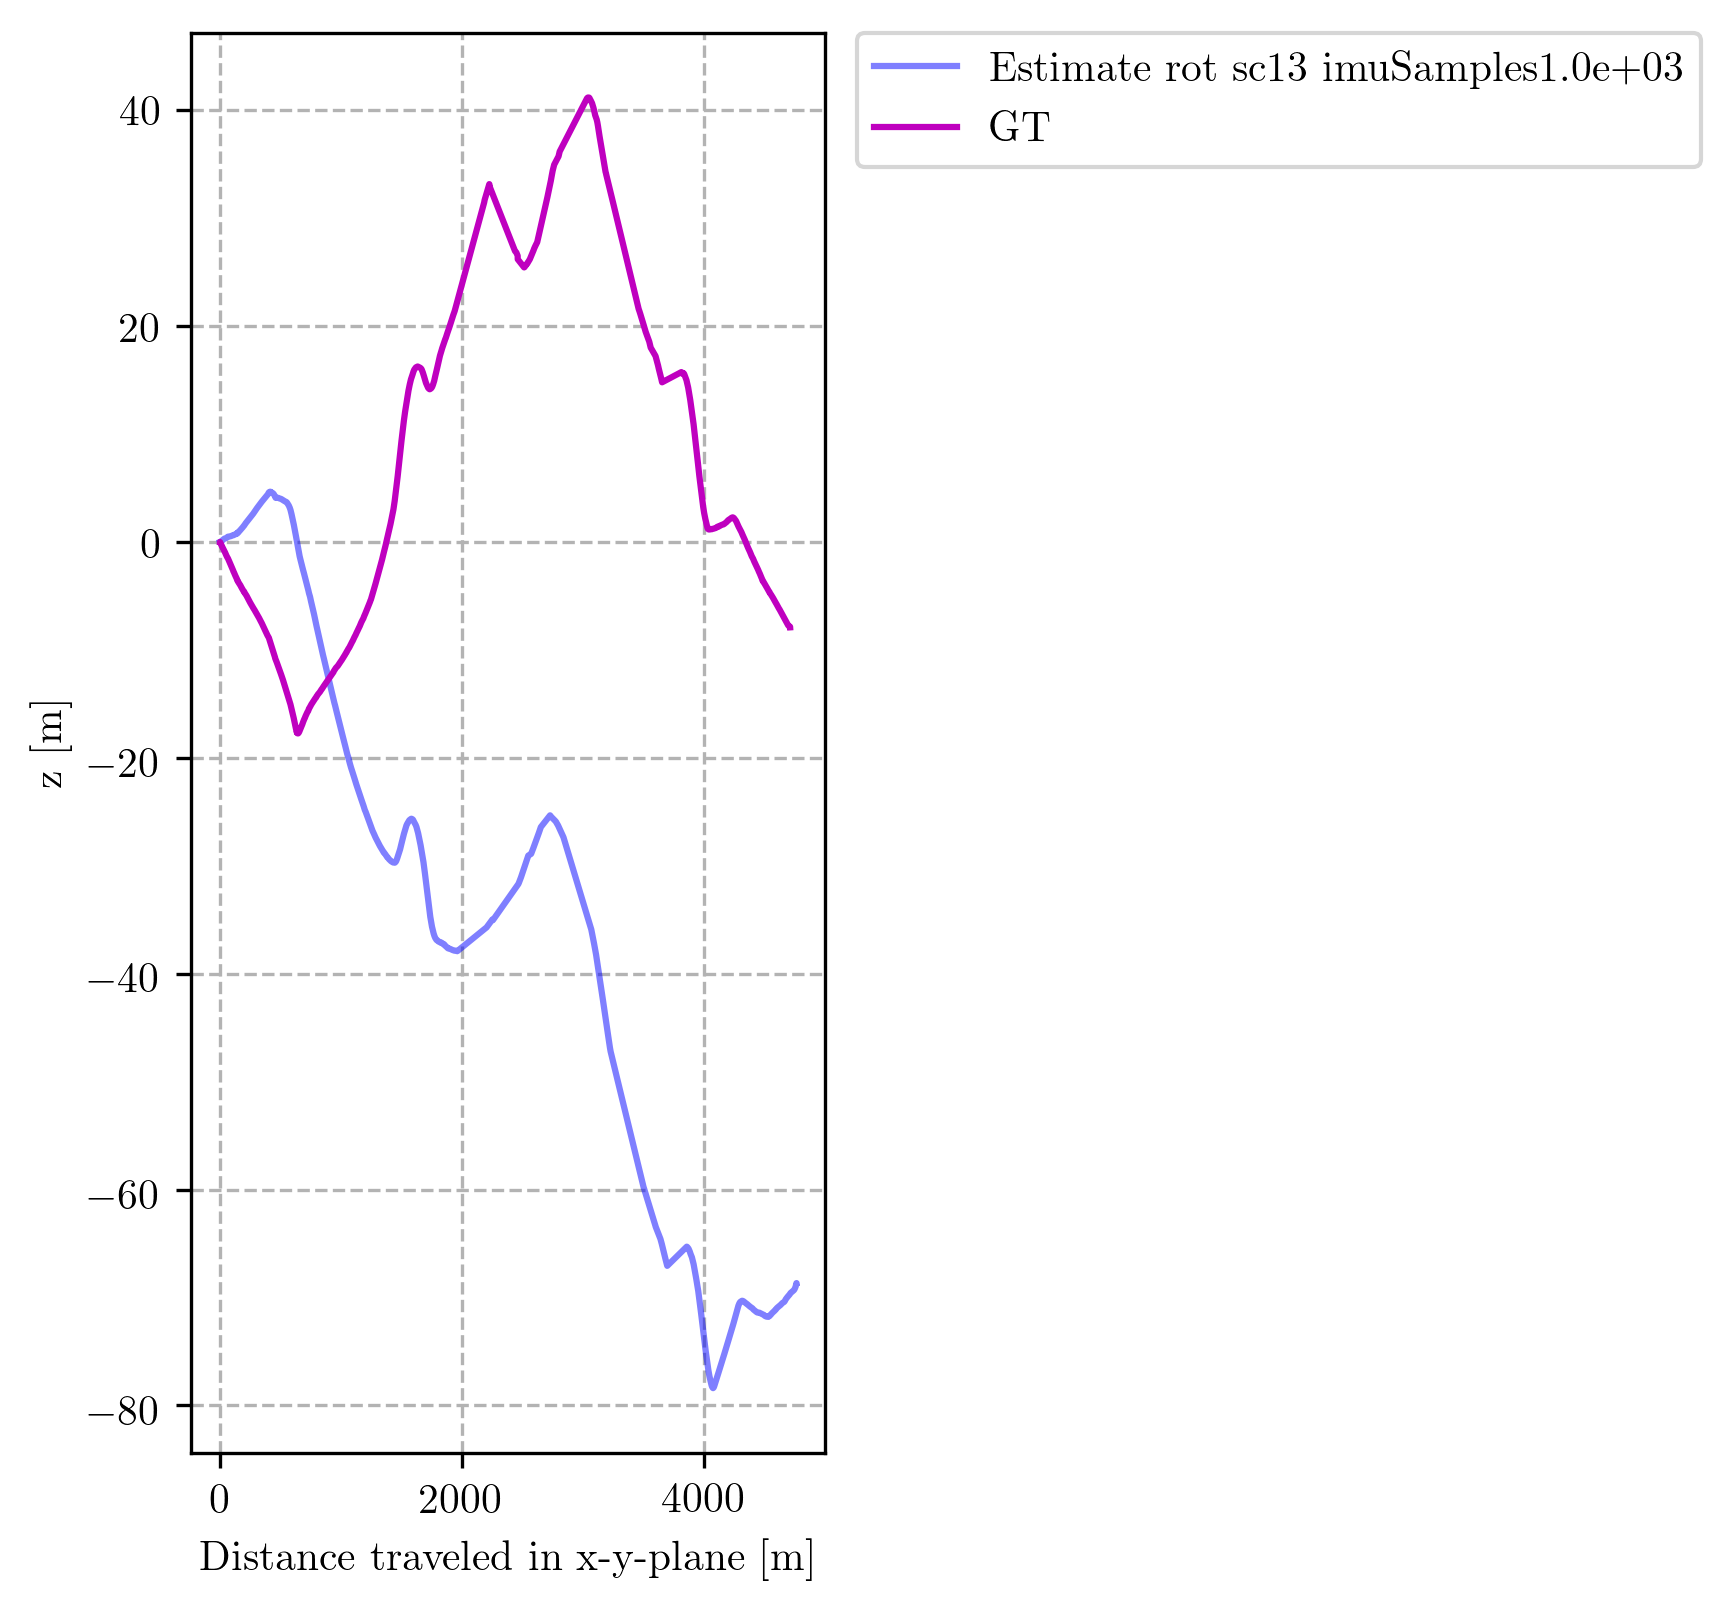 Estimate rot sc13 imuSamples1.0e+03
GT
40
20
0
−20
−40
−60
−80
z [m]
0 2000 4000
Distance traveled in x-y-plane [m]